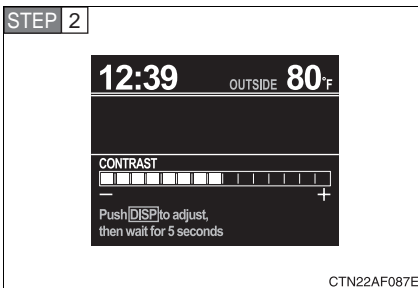 STEP 2
12:39 OUTSIDE 80°F
CONTRAST
− +
Push DISP to adjust,
then wait for 5 seconds
CTN22AF087E